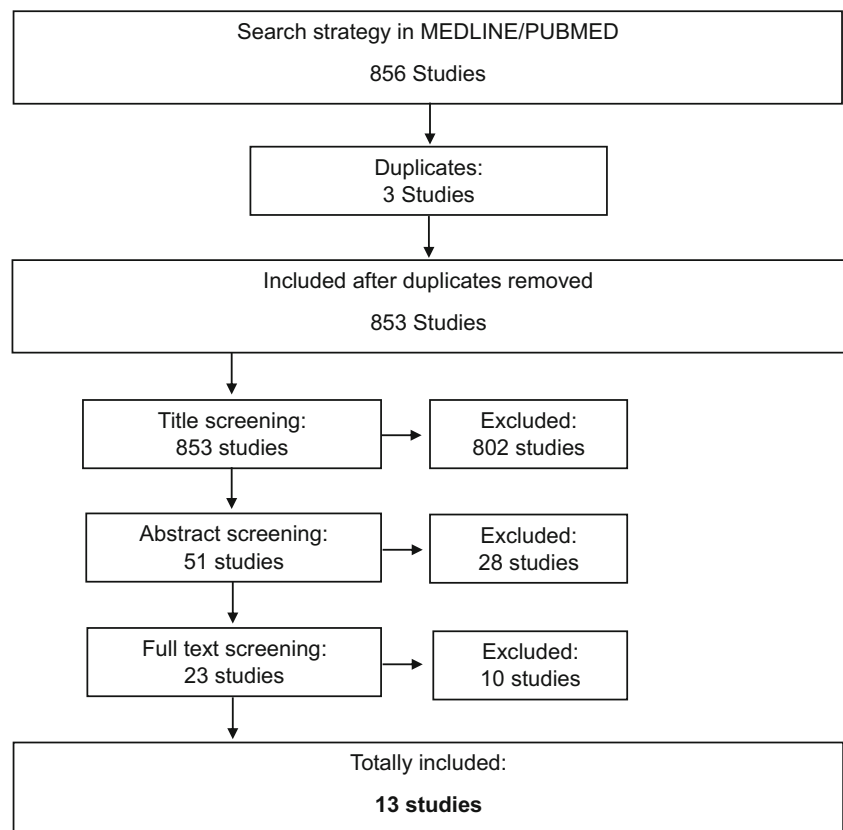 Search strategy in MEDLINE/PUBMED
856 Studies
Duplicates:
3 Studies
Included after duplicates removed
853 Studies
Title screening:
853 studies
Excluded:
802 studies
Abstract screening:
51 studies
Excluded:
28 studies
Full text screening:
23 studies
Excluded:
10 studies
Totally included:
13 studies